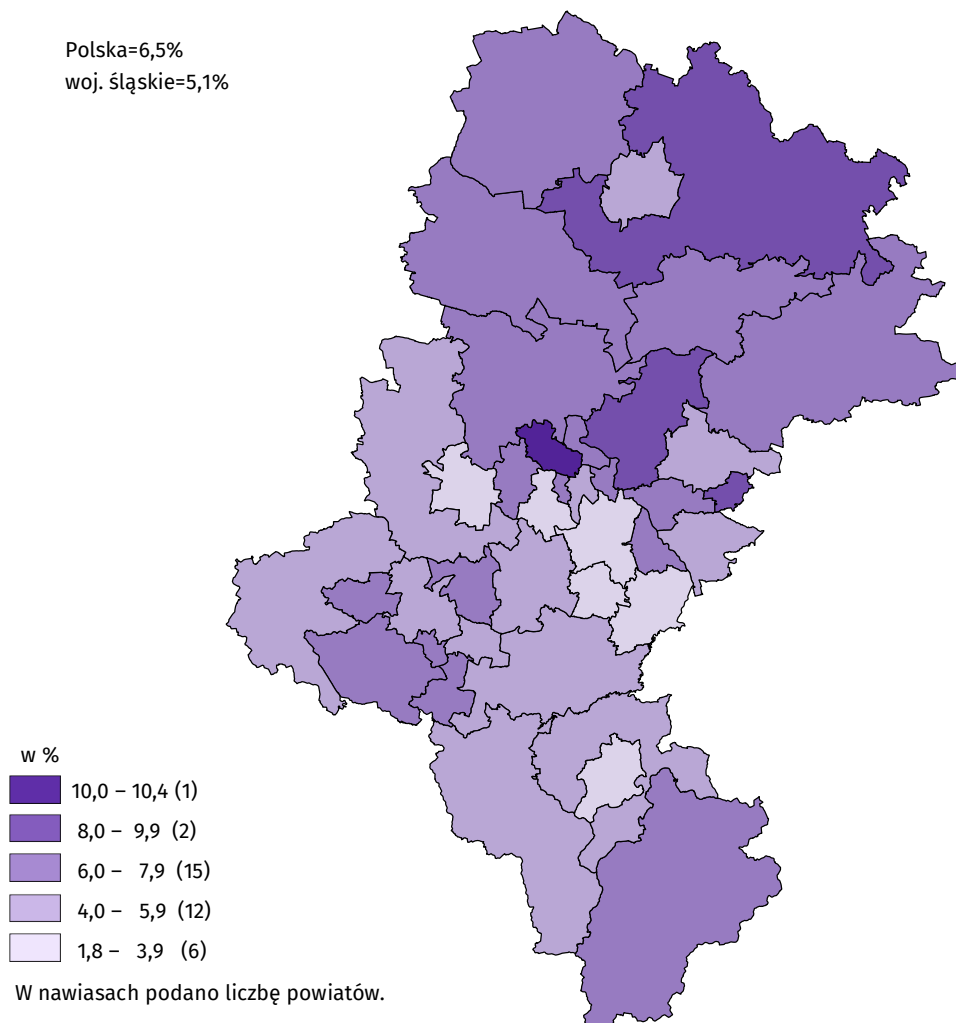 Polska=6,5%
woj. śląskie=5,1%
w %
10,0 – 10,4 (1)
8,0 – 9,9 (2)
6,0 – 7,9 (15)
4,0 – 5,9 (12)
1,8 – 3,9 (6)
W nawiasach podano liczbę powiatów.